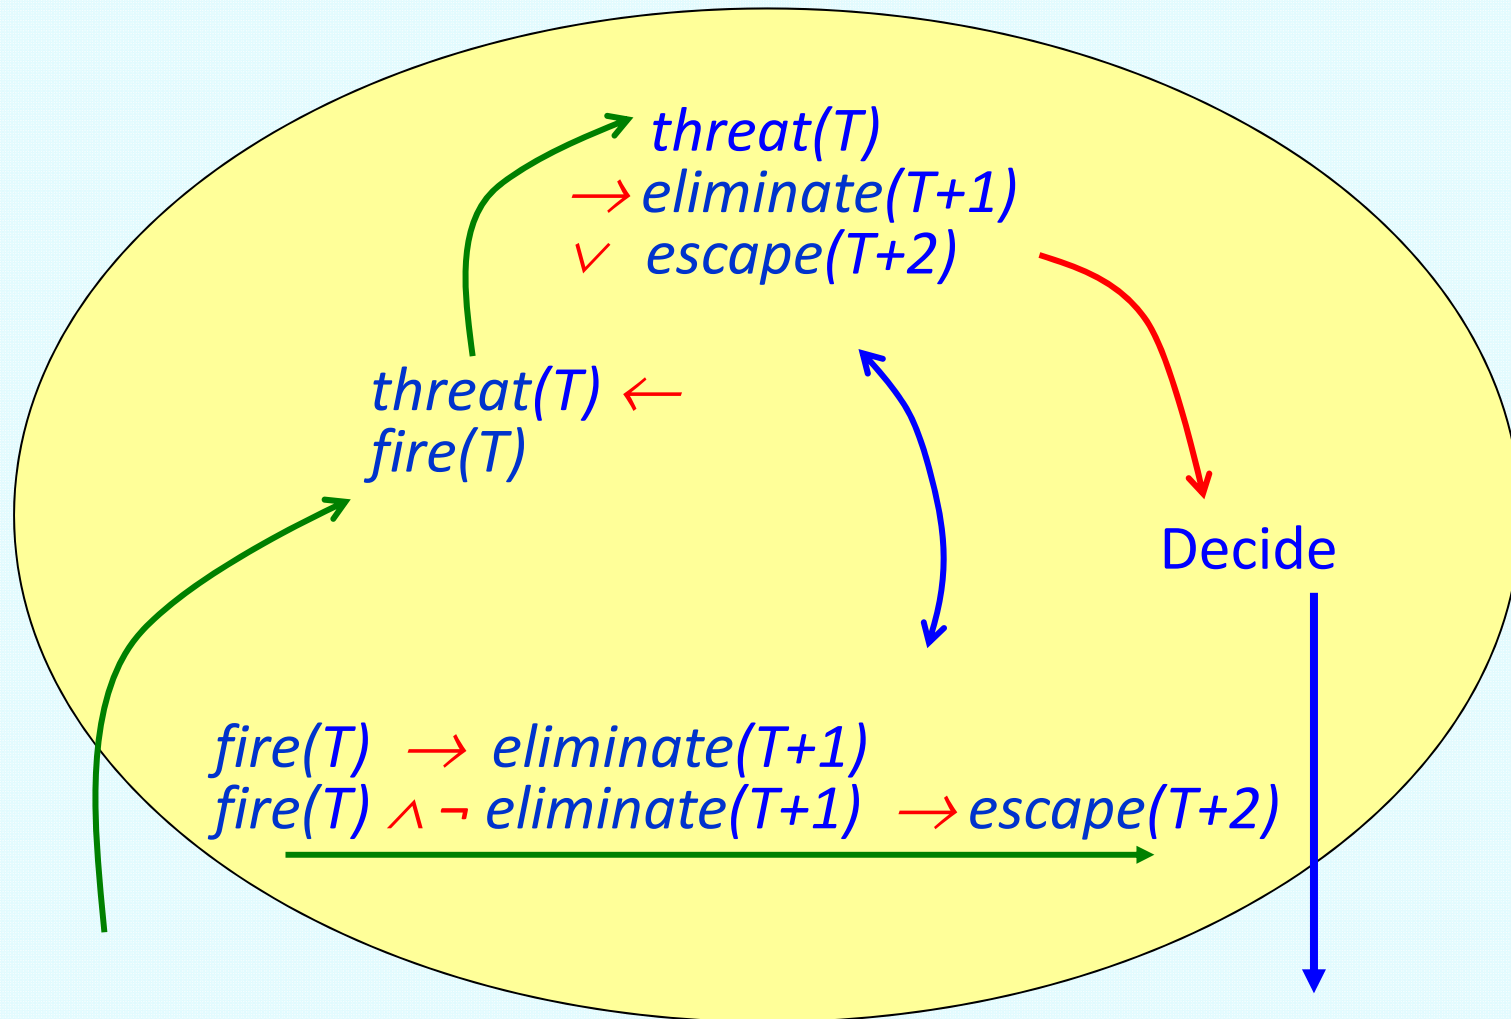 threat(T)
→ eliminate(T+1)
∨ escape(T+2)
threat(T) ←
fire(T)
Decide
fire(T) → eliminate(T+1)
fire(T) ∧ ¬ eliminate(T+1) → escape(T+2)